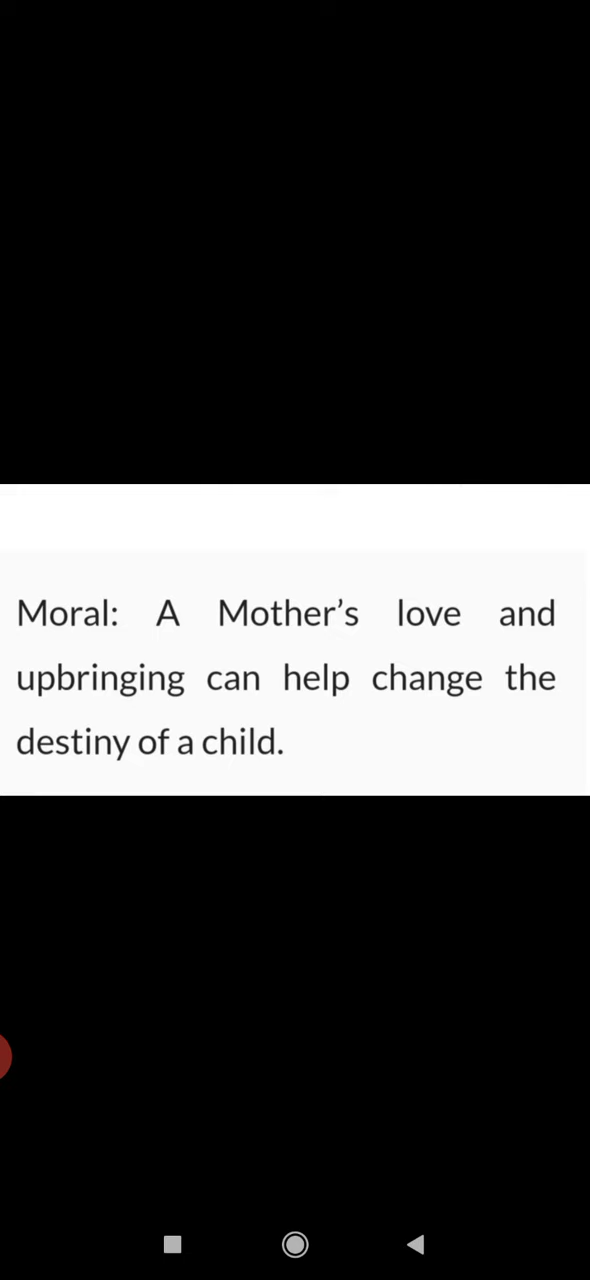 Moral: A Mother’s love and
upbringing can help change the
destiny of a child.